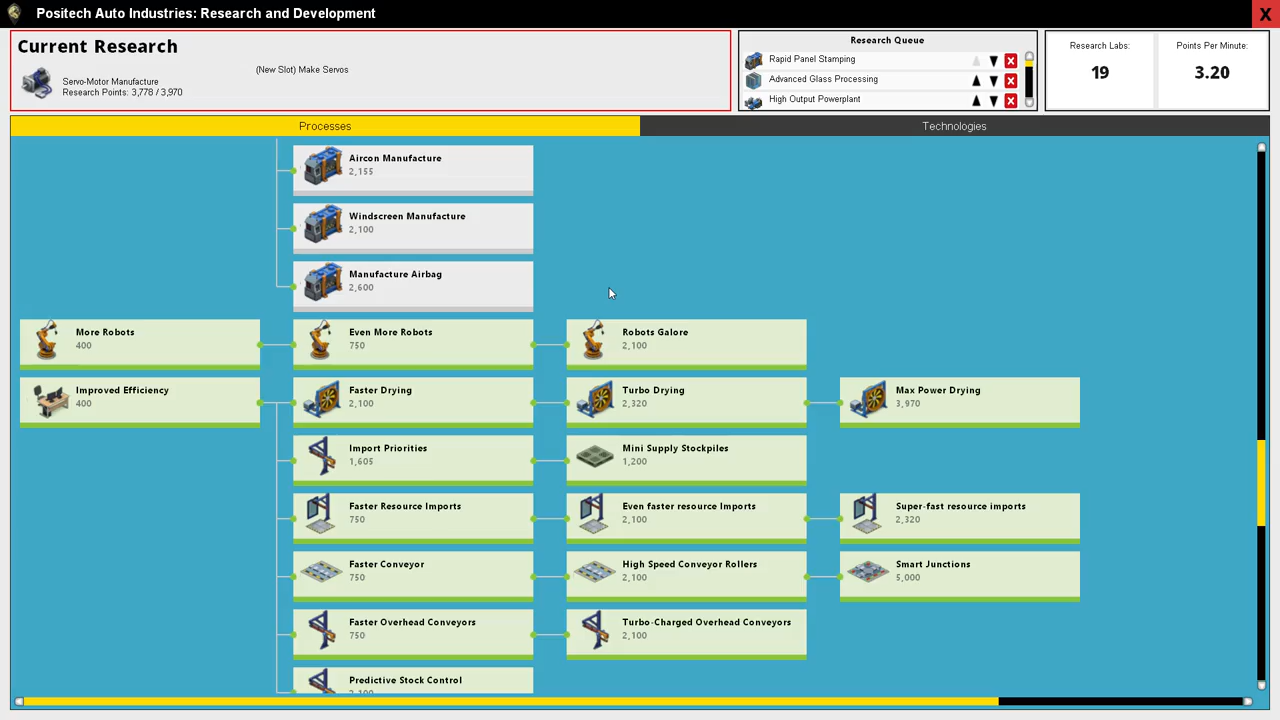 Positech Auto Industries: Research and Development
X
Current Research
(New Slot) Make Servos
Servo-Motor Manufacture
Research Points: 3,778 / 3,970
Research Queue
Rapid Panel Stamping
Advanced Glass Processing
High Output Powerplant
Research Labs:
19
Points Per Minute:
3.20
Processes
Technologies
Aircon Manufacture
2,155
Windscreen Manufacture
2,100
Manufacture Airbag
2,600
More Robots
400
Even More Robots
750
Robots Galore
2,100
Improved Efficiency
400
Faster Drying
2,100
Turbo Drying
2,320
Max Power Drying
3,970
Import Priorities
1,605
Mini Supply Stockpiles
1,200
Faster Resource Imports
750
Even faster resource Imports
2,100
Super-fast resource imports
2,320
Faster Conveyor
750
High Speed Conveyor Rollers
2,100
Smart Junctions
5,000
Faster Overhead Conveyors
750
Turbo-Charged Overhead Conveyors
2,100
Predictive Stock Control
2,100